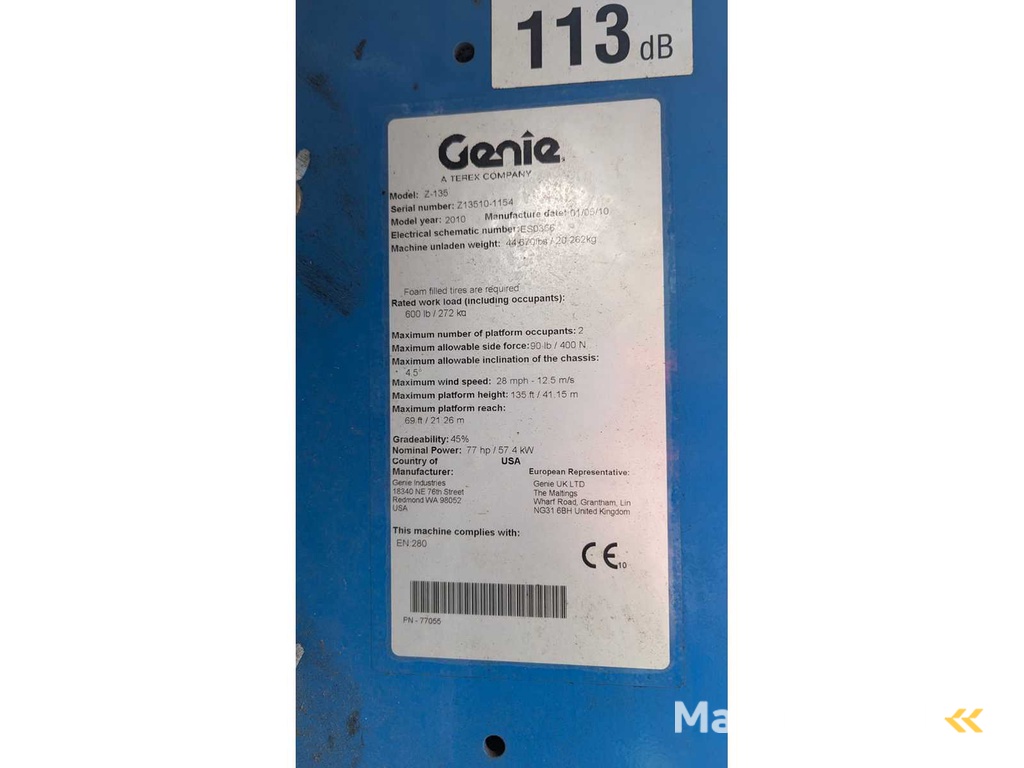 113 dB
Genie
A TEREX COMPANY
Model: Z-135
Serial number: Z13510-1154
Model year: 2010 Manufacture date: 01/05/10
Electrical schematic number:
Machine unladen weight: 44,670lbs / 20 262kg
Foam filled tires are required
Rated work load (including occupants):
600 lb / 272 kg
Maximum number of platform occupants: 2
Maximum allowable side force: 90 lb / 400 N
Maximum allowable inclination of the chassis:
4.5°
Maximum wind speed: 28 mph - 12.5 m/s
Maximum platform height: 135 ft / 41.15 m
Maximum platform reach:
69 ft / 21.26 m
Gradeability: 45%
Nominal Power: 77 hp / 57.4 kW
Country of USA
Manufacturer: European Representative:
Genie Industries Genie UK LTD
18340 NE 76th Street The Maltings
Redmond WA 98052 Wharf Road, Grantham, Lin
USA NG31 6BH United Kingdom
This machine complies with:
EN 280
CE 10
PN - 77055
Ma